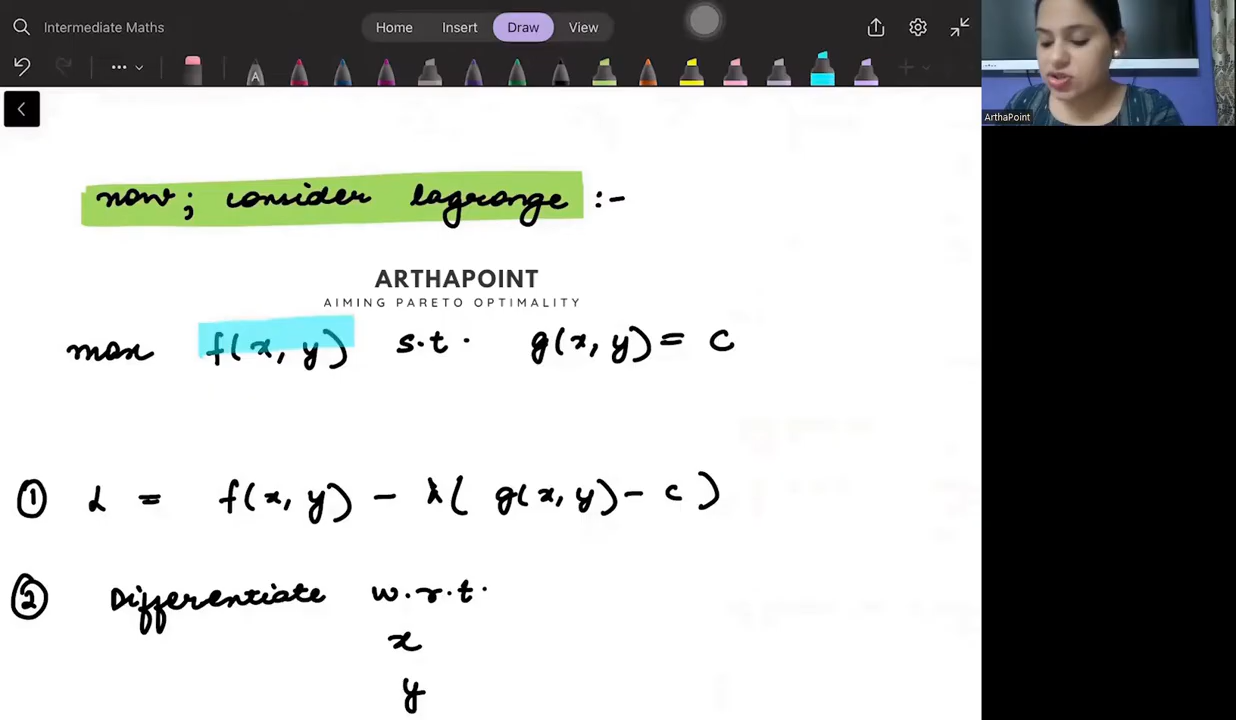 Intermediate Maths
Home Insert Draw View
A
ArthaPoint
now; consider lagrange :-
ARTHAPOINT
AIMING PARETO OPTIMALITY
max f(x, y) s.t. g(x, y) = c
① L = f(x, y) - λ( g(x, y) - c )
② Differentiate w.r.t.
x
y